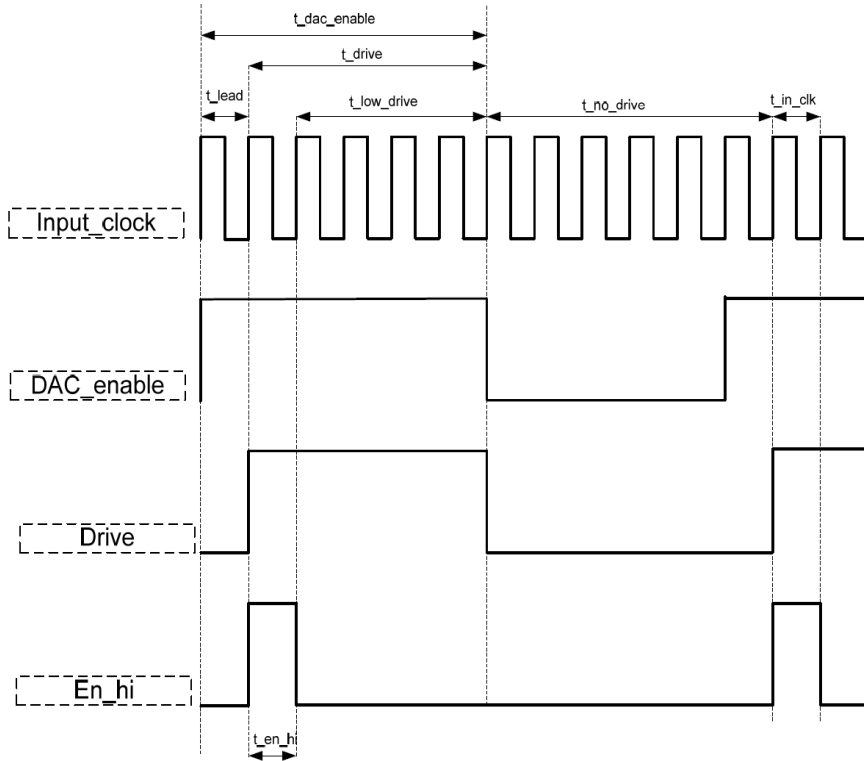 t_dac_enable
t_drive
t_lead
t_low_drive
t_no_drive
t_in_clk
Input_clock
DAC_enable
Drive
En_hi
t_en_hi